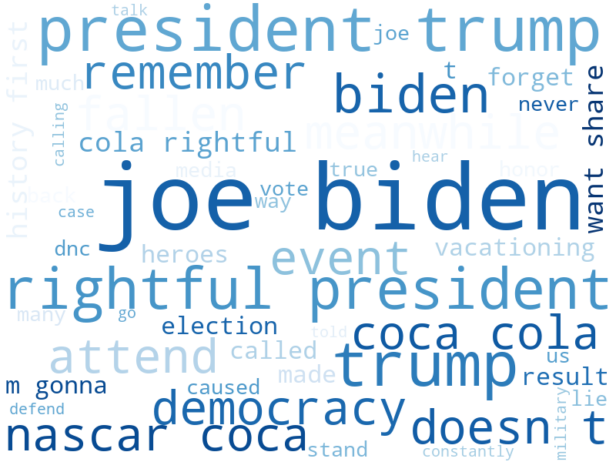 talk
president trump
joe
remember
t
forget
much
biden
never
fallen
meanwhile
want share
history first
calling
cola rightful
hear
media
true
honor
joe biden
vote
way
back
case
dnc
heroes
event
vacationing
rightful president
many
go
election
told
coca cola
attend
called
trump
us
made
result
m gonna
caused
lie
defend
democracy
doesn t
military
nascar coca
stand
constantly